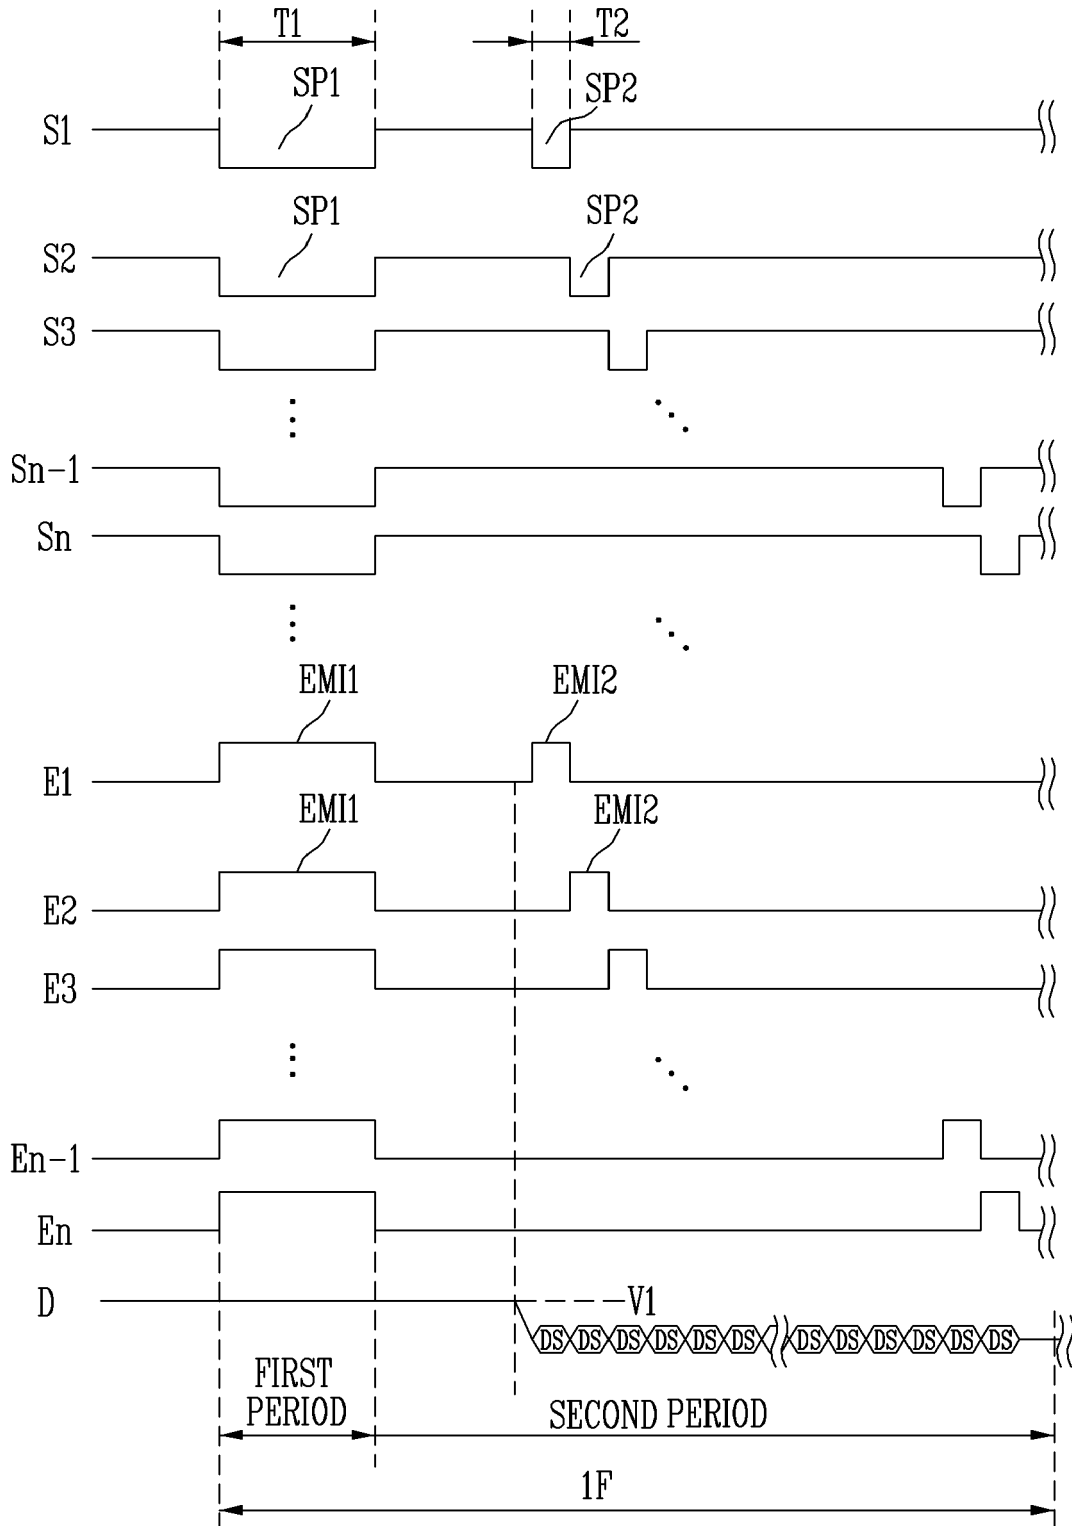 T1 T2
SP1 SP2
S1
SP1 SP2
S2
S3
Sn-1
Sn
EMI1 EMI2
E1
EMI1 EMI2
E2
E3
En-1
En
D V1
DS DS DS DS DS DS DS DS DS DS DS DS
FIRST
PERIOD
SECOND PERIOD
1F